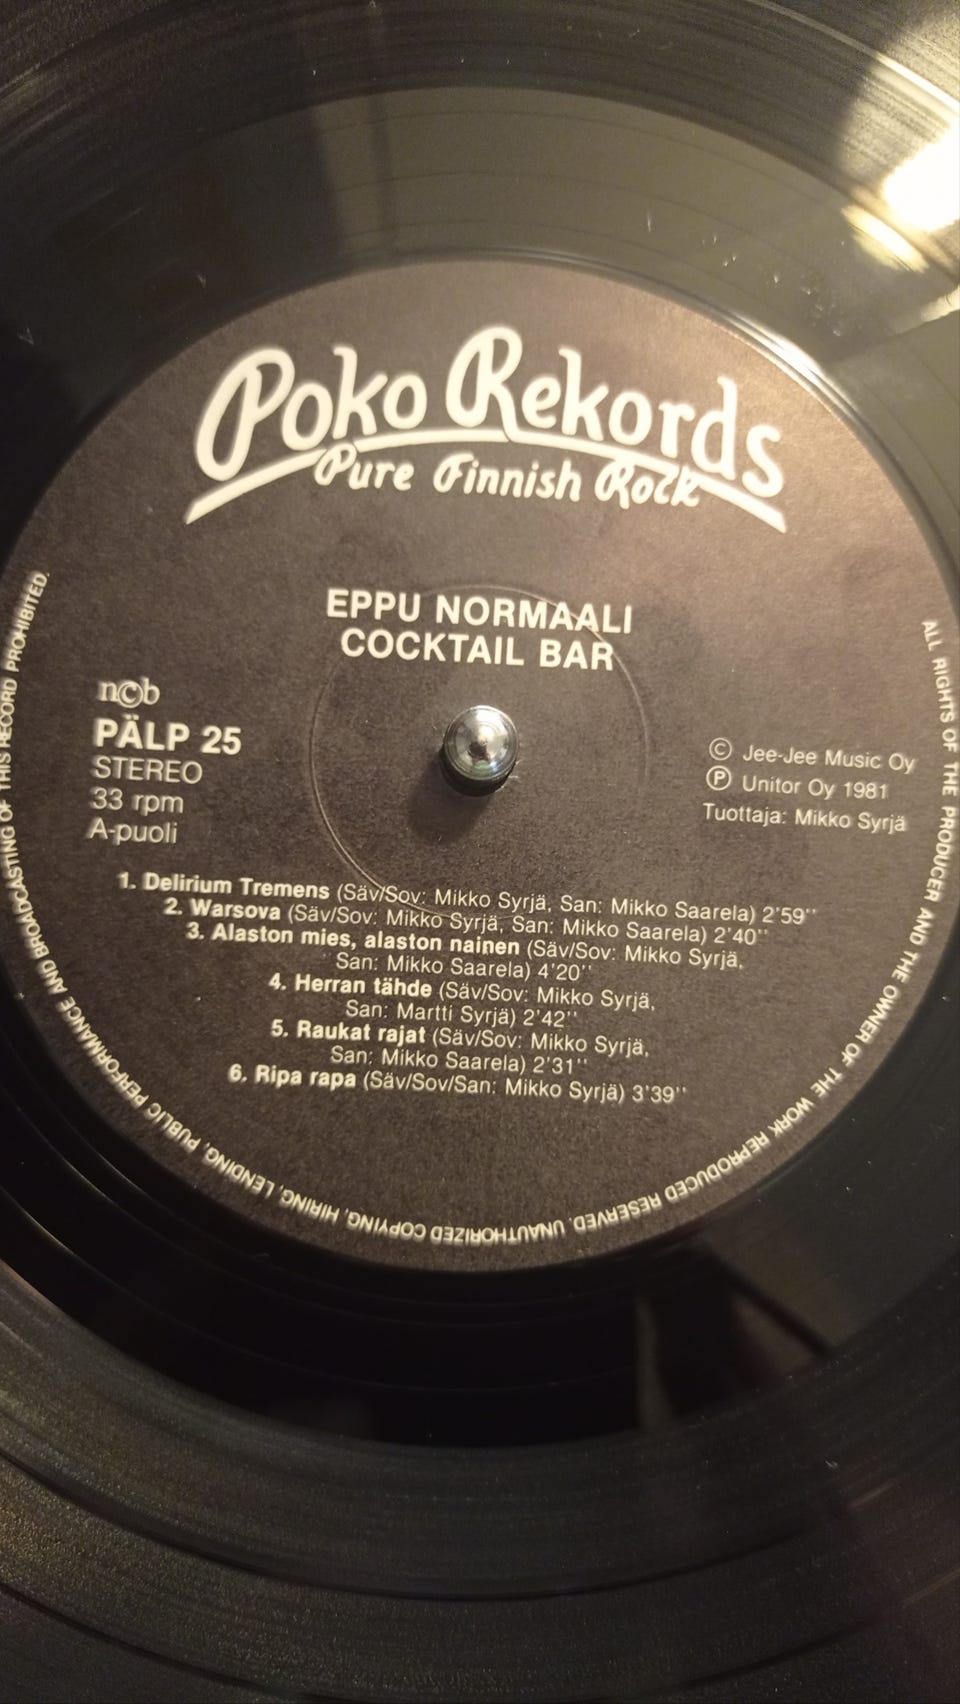 Poko Rekords
Pure Finnish Rock
EPPU NORMAALI
COCKTAIL BAR
n©b
PÄLP 25
STEREO
33 rpm
A-puoli
© Jee-Jee Music Oy
℗ Unitor Oy 1981
Tuottaja: Mikko Syrjä
1. Delirium Tremens (Säv/Sov: Mikko Syrjä, San: Mikko Saarela) 2'59''
2. Warsova (Säv/Sov: Mikko Syrjä, San: Mikko Saarela) 2'40''
3. Alaston mies, alaston nainen (Säv/Sov: Mikko Syrjä,
San: Mikko Saarela) 4'20''
4. Herran tähde (Säv/Sov: Mikko Syrjä,
San: Martti Syrjä) 2'42''
5. Raukat rajat (Säv/Sov: Mikko Syrjä,
San: Mikko Saarela) 2'31''
6. Ripa rapa (Säv/Sov/San: Mikko Syrjä) 3'39''
ALL RIGHTS OF THE PRODUCER AND THE OWNER OF THE WORK REPRODUCED RESERVED. UNAUTHORIZED COPYING, HIRING, LENDING, PUBLIC PERFORMANCE AND BROADCASTING OF THIS RECORD PROHIBITED.